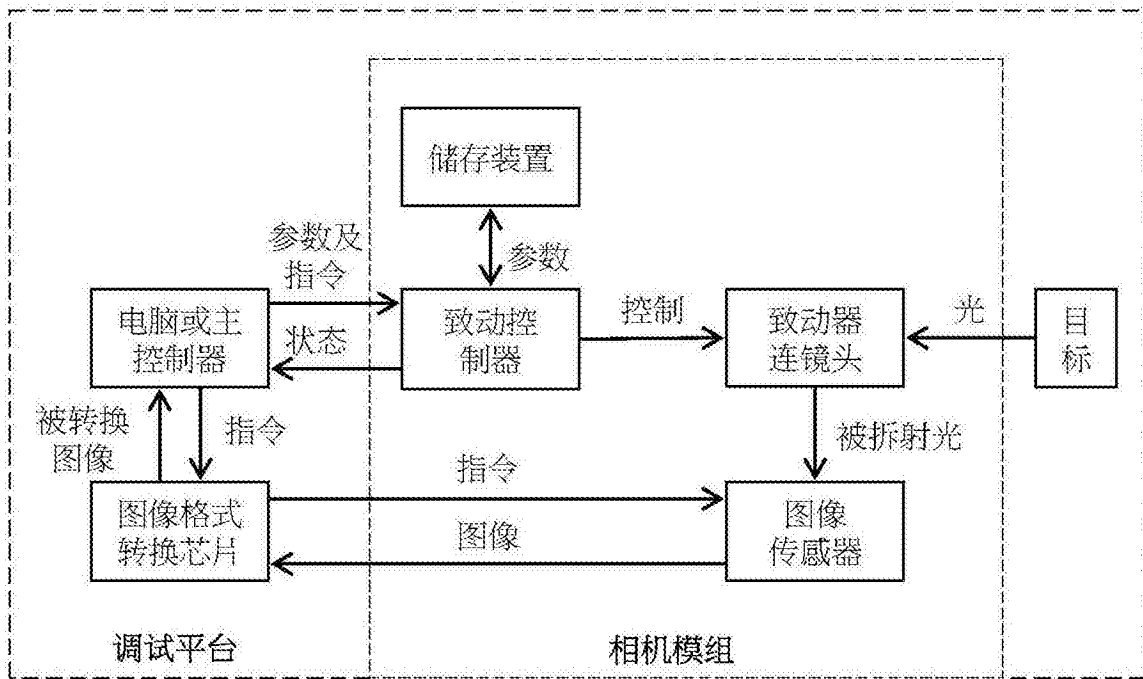 储存装置
参数及
指令
参数
电脑或主
控制器
状态
致动控
制器
控制
致动器
连镜头
光
目
标
被转换
图像
指令
被拆射光
图像格式
转换芯片
指令
图像
图像
传感器
调试平台
相机模组